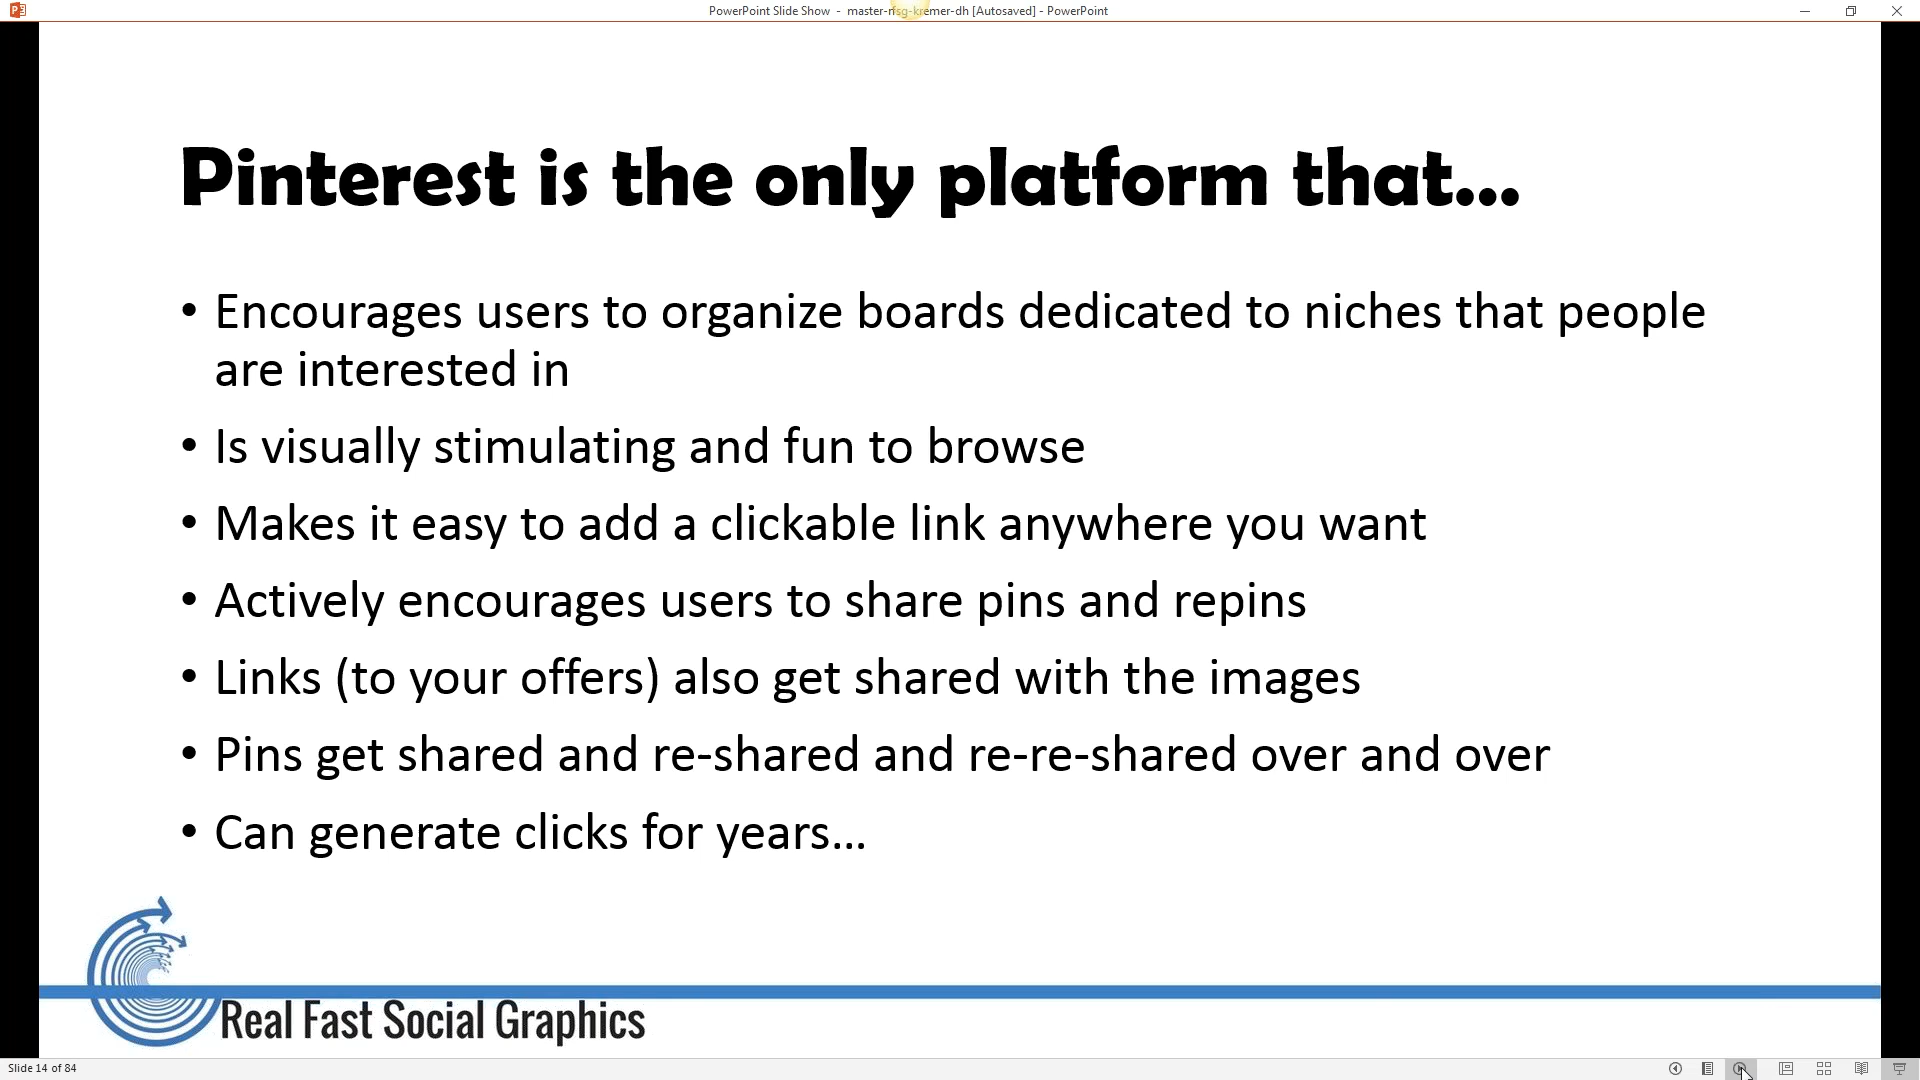 PowerPoint Slide Show - master-rfsg-kremer-dh [Autosaved] - PowerPoint
Pinterest is the only platform that...
• Encourages users to organize boards dedicated to niches that people
are interested in
• Is visually stimulating and fun to browse
• Makes it easy to add a clickable link anywhere you want
• Actively encourages users to share pins and repins
• Links (to your offers) also get shared with the images
• Pins get shared and re-shared and re-re-shared over and over
• Can generate clicks for years...
Real Fast Social Graphics
Slide 14 of 84